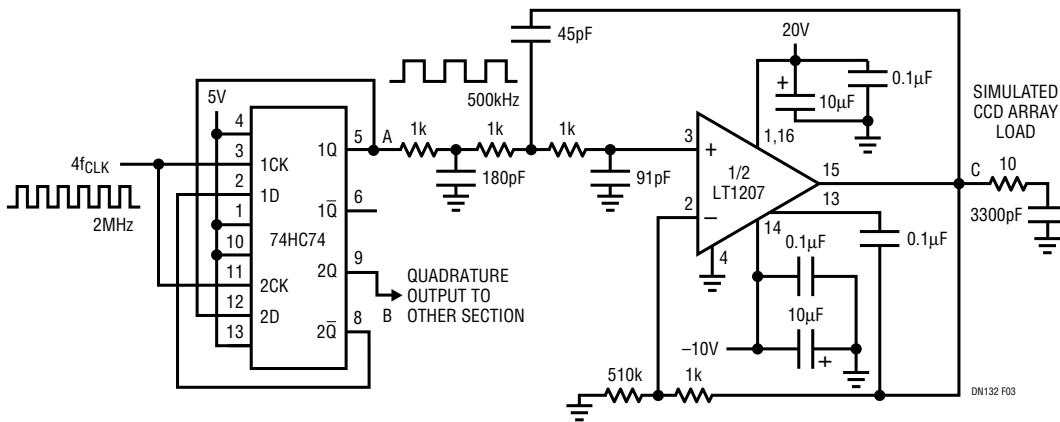 45pF
20V
0.1µF
+
10µF
500kHz
SIMULATED
CCD ARRAY
LOAD
5V
4
5
A
1k
1k
1k
3
+
1,16
1/2
LT1207
15
C
10
4fCLK
3
1CK
1Q
2
1D
180pF
91pF
2
–
13
3300pF
2MHz
1Q̅
6
14
1
74HC74
4
0.1µF
0.1µF
10
9
11
2CK
2Q
QUADRATURE
OUTPUT TO
OTHER SECTION
B
12
2D
2Q̅
8
10µF
13
–10V
+
510k
1k
DN132 F03